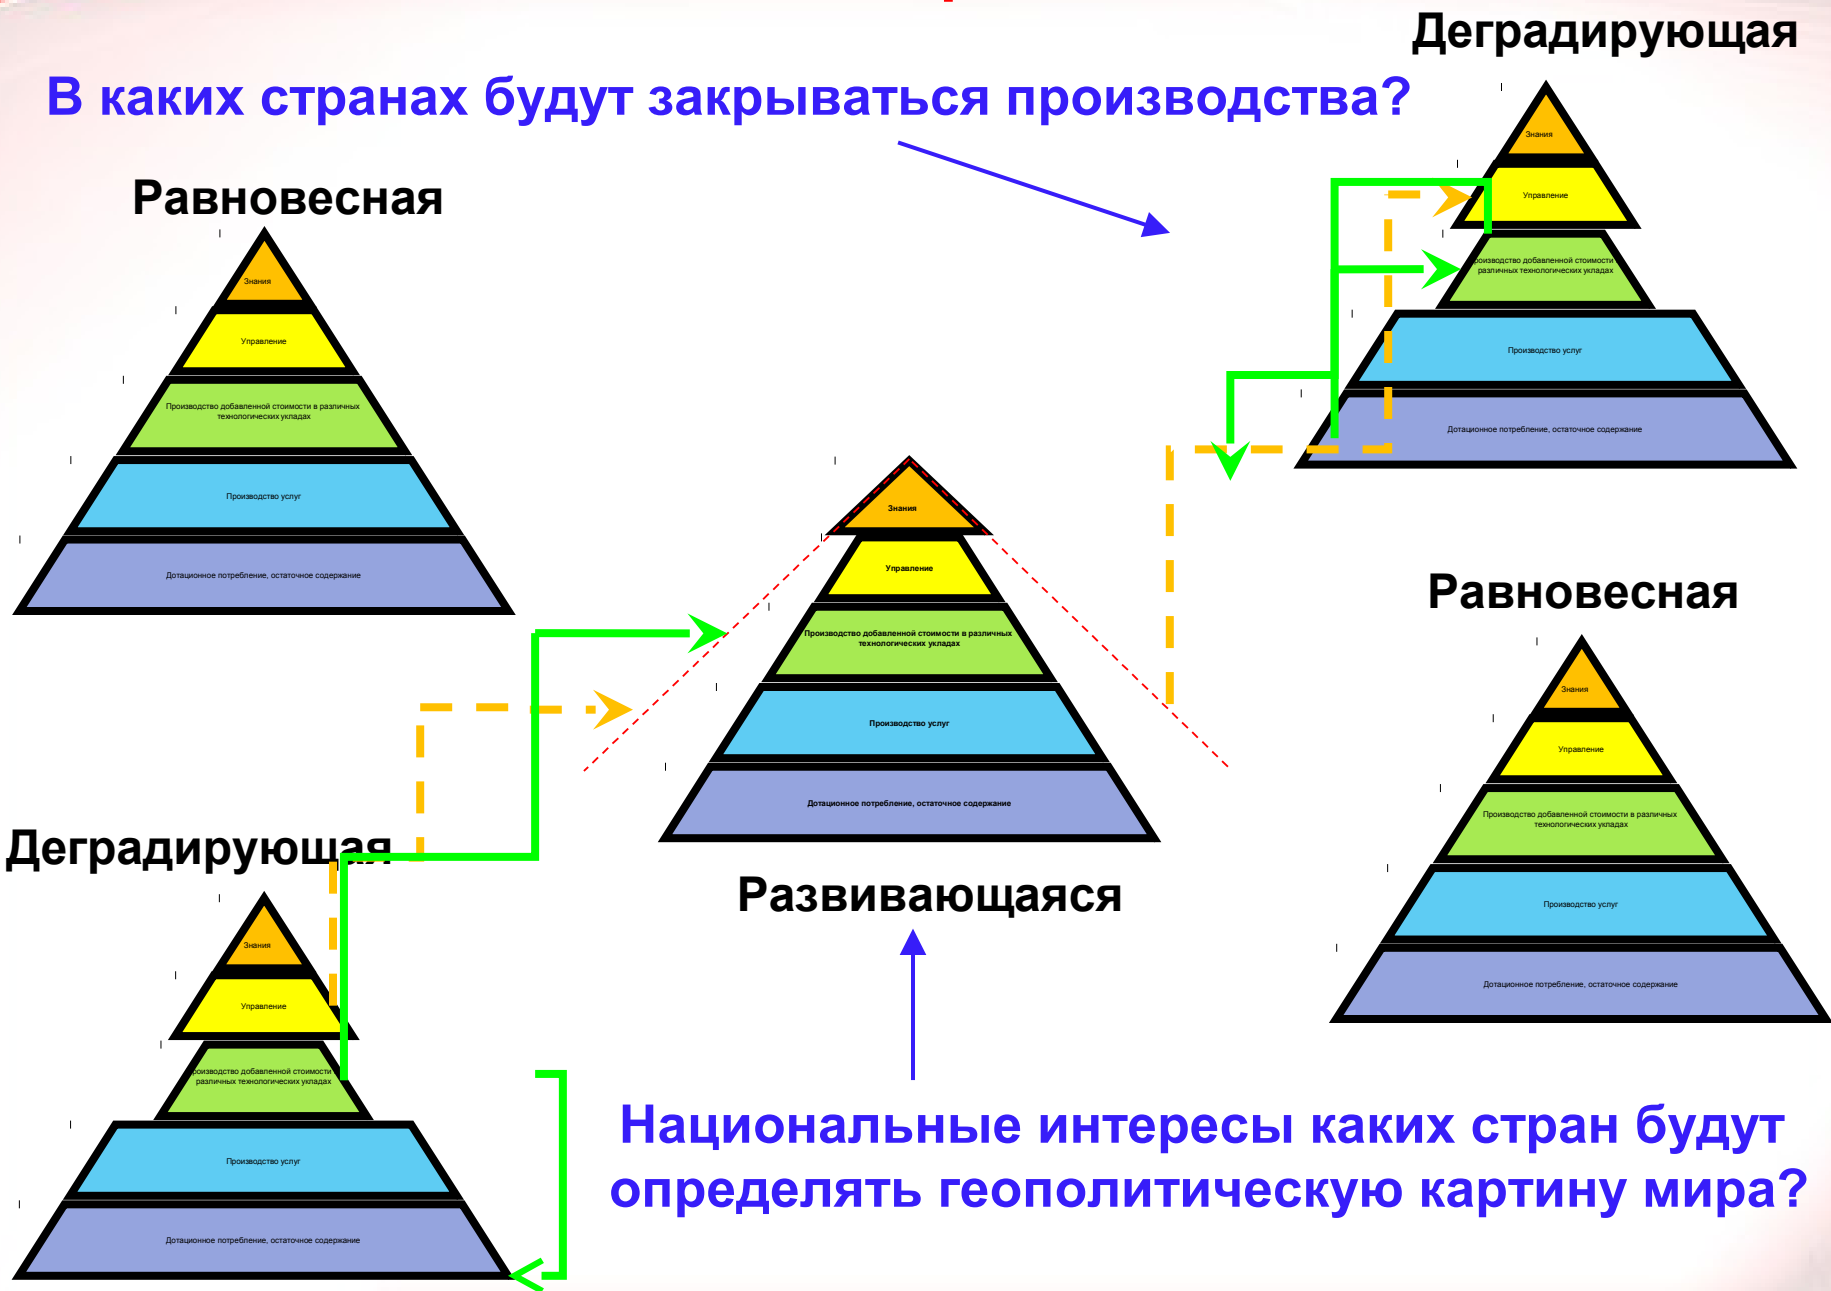 Деградирующая
В каких странах будут закрываться производства?
Знания
Управление
оизводство добавленной стоимости
различных технологических укладах
Производство услуг
Дотационное потребление, остаточное содержание
Равновесная
Знания
Управление
Производство добавленной стоимости в различных
технологических укладах
Производство услуг
Дотационное потребление, остаточное содержание
Знания
Управление
Производство добавленной стоимости в различных
технологических укладах
Производство услуг
Дотационное потребление, остаточное содержание
Развивающаяся
Равновесная
Знания
Управление
Производство добавленной стоимости в различных
технологических укладах
Производство услуг
Дотационное потребление, остаточное содержание
Деградирующая
Знания
Управление
оизводство добавленной стоимости
различных технологических укладах
Производство услуг
Дотационное потребление, остаточное содержание
Национальные интересы каких стран будут
определять геополитическую картину мира?